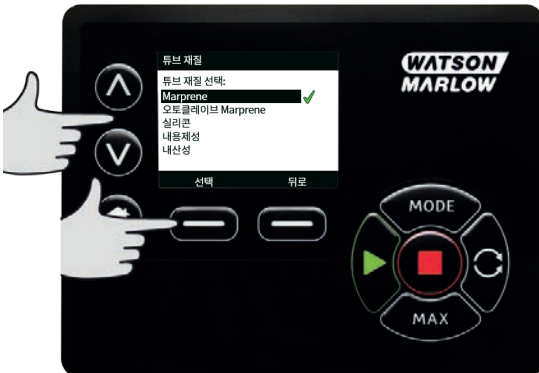 튜브 재질
튜브 재질 선택:
Marprene
오토클레이브 Marprene
실리콘
내용제성
내산성
선택 뒤로
WATSON
MARLOW
MODE
MAX